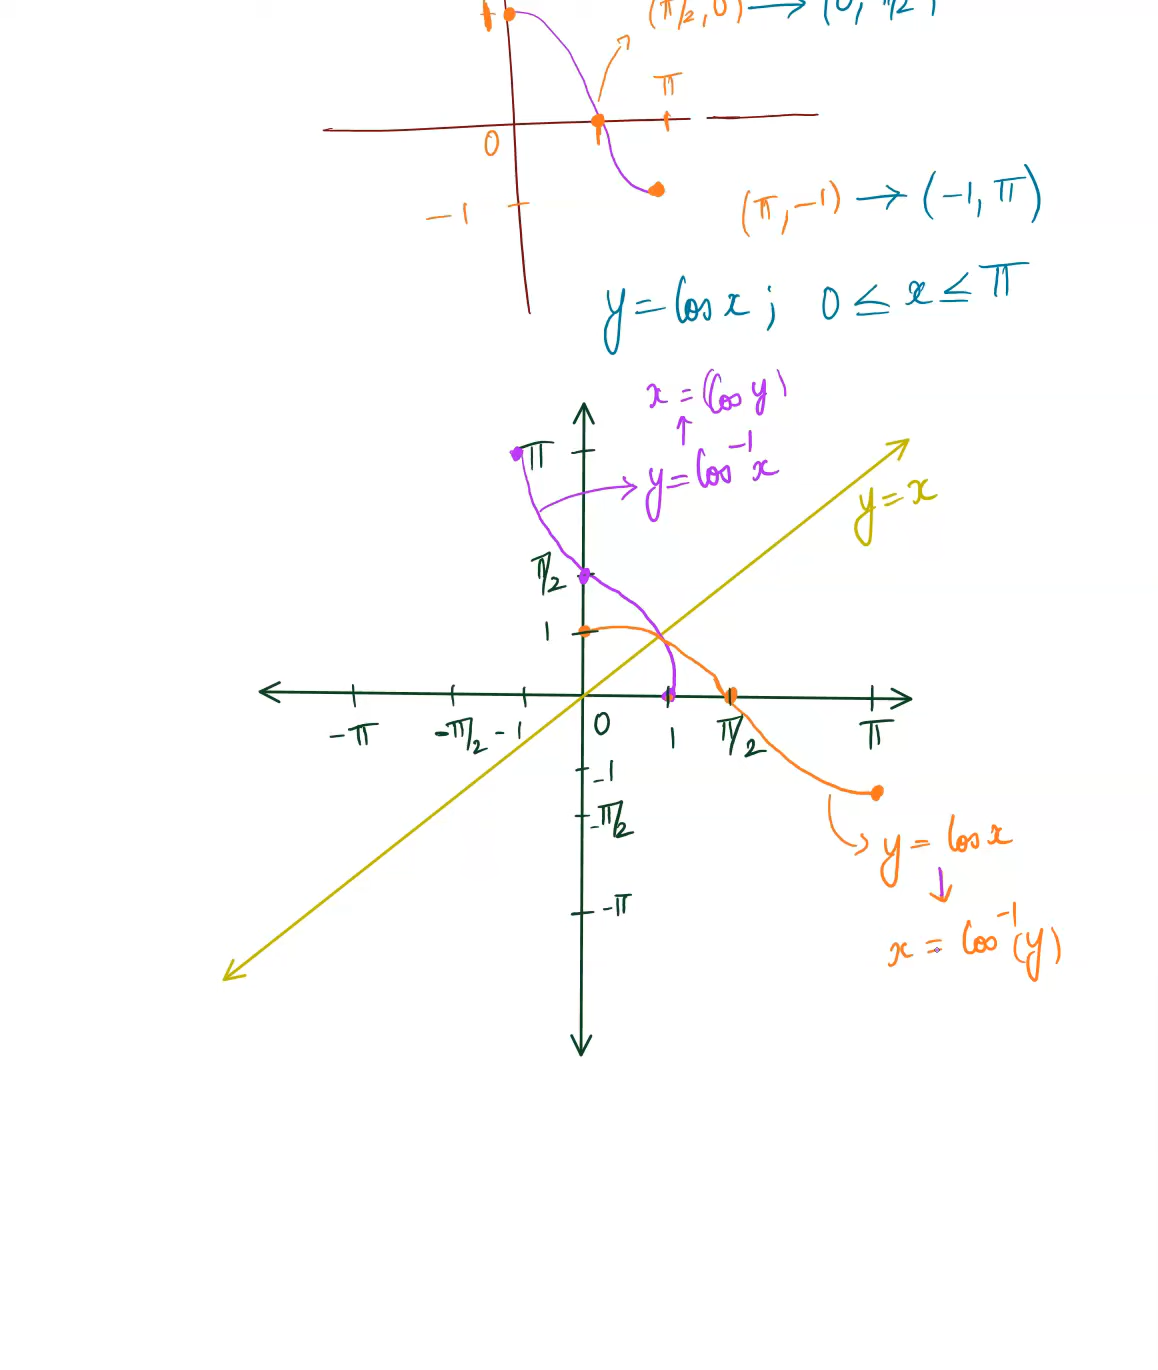 1
(π/2, 0) → (0, π/2)
π
0
-1
(π, -1) → (-1, π)
y = cos x ; 0 ≤ x ≤ π
x = (cos y)
↑
π
y = cos⁻¹x
y = x
π/2
1
-π -π/2 -1 0 1 π/2 π
-1
-π/2
y = cos x
↓
-π
x = cos⁻¹(y)